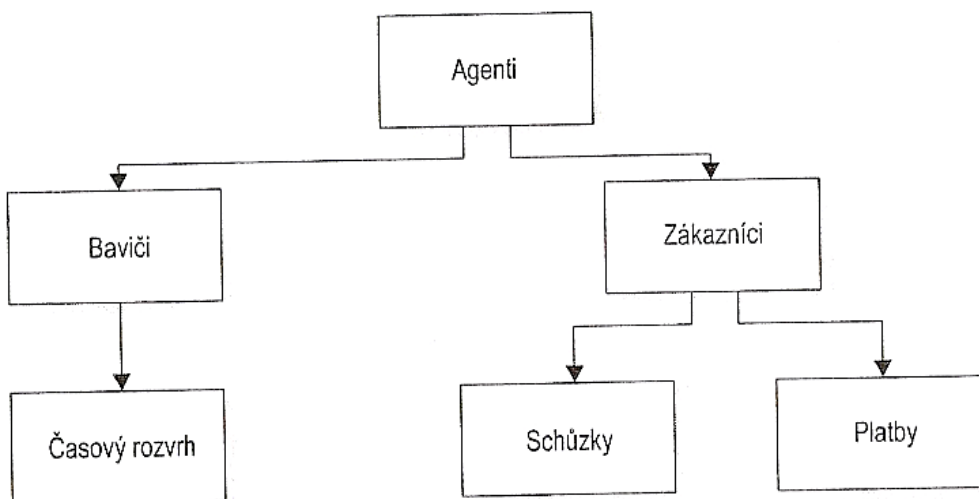 Agenti
Baviči
Zákazníci
Časový rozvrh
Schůzky
Platby